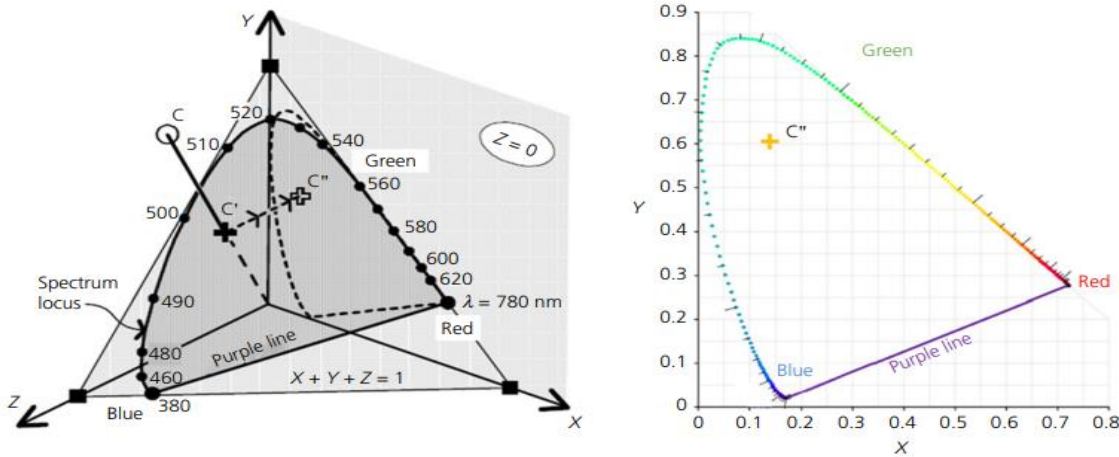 Y
C
520
510
540
Z = 0
Green
C"
560
500
C'
580
600
620
Spectrum
locus
490
λ = 780 nm
Red
480
Purple line
460
X + Y + Z = 1
Z
Blue
380
X
0.9
0.8
0.7
0.6
0.5
0.4
0.3
0.2
0.1
0
Y
Green
C"
Red
Blue
Purple line
0
0.1
0.2
0.3
0.4
0.5
0.6
0.7
0.8
X